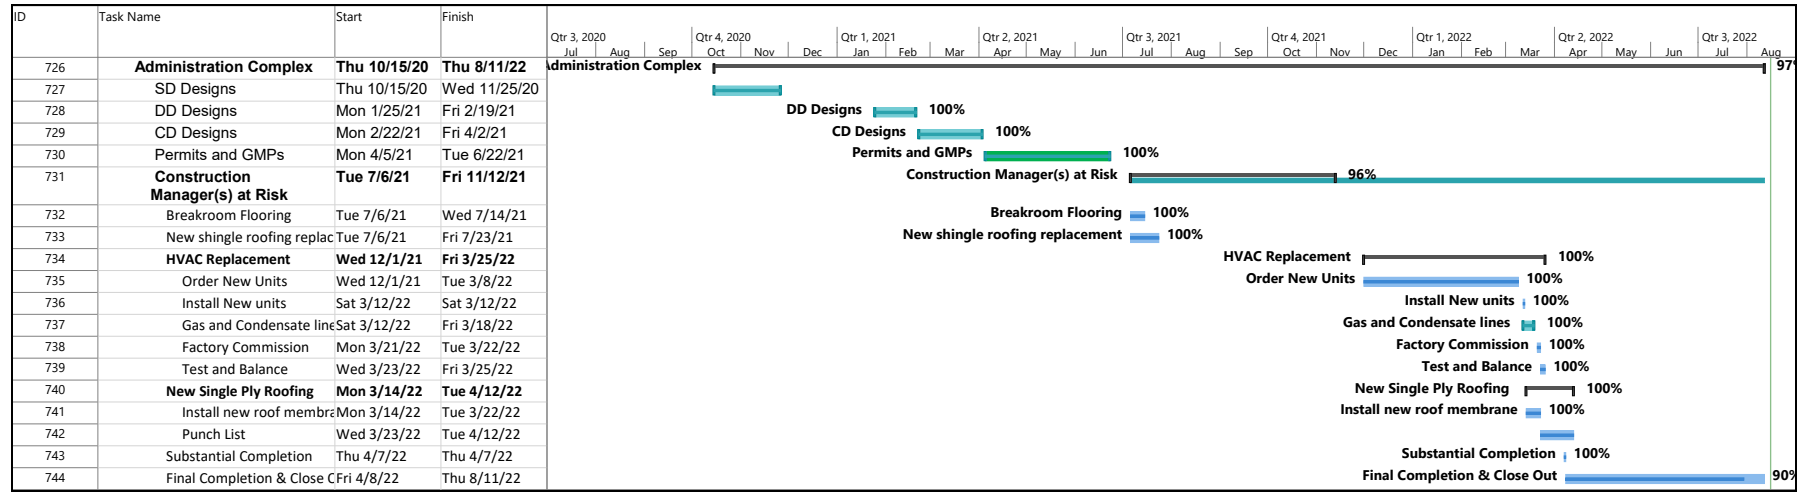 ID Task Name Start Finish
Qtr 3, 2020 Qtr 4, 2020 Qtr 1, 2021 Qtr 2, 2021 Qtr 3, 2021 Qtr 4, 2021 Qtr 1, 2022 Qtr 2, 2022 Qtr 3, 2022
Jul Aug Sep Oct Nov Dec Jan Feb Mar Apr May Jun Jul Aug Sep Oct Nov Dec Jan Feb Mar Apr May Jun Jul Aug
726 Administration Complex Thu 10/15/20 Thu 8/11/22 Administration Complex 97%
727 SD Designs Thu 10/15/20 Wed 11/25/20
728 DD Designs Mon 1/25/21 Fri 2/19/21 DD Designs 100%
729 CD Designs Mon 2/22/21 Fri 4/2/21 CD Designs 100%
730 Permits and GMPs Mon 4/5/21 Tue 6/22/21 Permits and GMPs 100%
731 Construction Tue 7/6/21 Fri 11/12/21 Construction Manager(s) at Risk 96%
Manager(s) at Risk
732 Breakroom Flooring Tue 7/6/21 Wed 7/14/21 Breakroom Flooring 100%
733 New shingle roofing replac Tue 7/6/21 Fri 7/23/21 New shingle roofing replacement 100%
734 HVAC Replacement Wed 12/1/21 Fri 3/25/22 HVAC Replacement 100%
735 Order New Units Wed 12/1/21 Tue 3/8/22 Order New Units 100%
736 Install New units Sat 3/12/22 Sat 3/12/22 Install New units 100%
737 Gas and Condensate line Sat 3/12/22 Fri 3/18/22 Gas and Condensate lines 100%
738 Factory Commission Mon 3/21/22 Tue 3/22/22 Factory Commission 100%
739 Test and Balance Wed 3/23/22 Fri 3/25/22 Test and Balance 100%
740 New Single Ply Roofing Mon 3/14/22 Tue 4/12/22 New Single Ply Roofing 100%
741 Install new roof membra Mon 3/14/22 Tue 3/22/22 Install new roof membrane 100%
742 Punch List Wed 3/23/22 Tue 4/12/22
743 Substantial Completion Thu 4/7/22 Thu 4/7/22 Substantial Completion 100%
744 Final Completion & Close C Fri 4/8/22 Thu 8/11/22 Final Completion & Close Out 90%